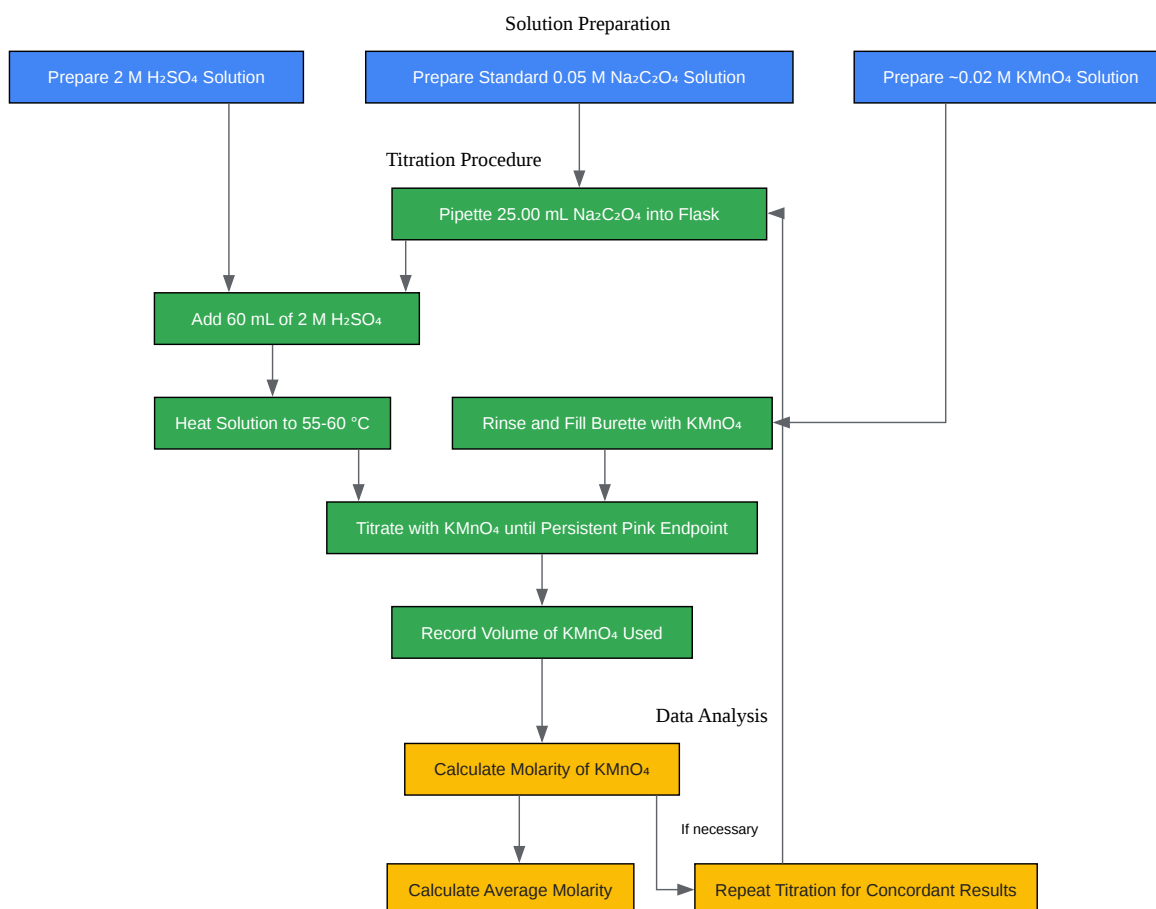 Solution Preparation
Prepare 2 M H₂SO₄ Solution
Prepare Standard 0.05 M Na₂C₂O₄ Solution
Prepare ~0.02 M KMnO₄ Solution
Titration Procedure
Pipette 25.00 mL Na₂C₂O₄ into Flask
Add 60 mL of 2 M H₂SO₄
Heat Solution to 55-60 °C
Rinse and Fill Burette with KMnO₄
Titrate with KMnO₄ until Persistent Pink Endpoint
Record Volume of KMnO₄ Used
Data Analysis
Calculate Molarity of KMnO₄
If necessary
Calculate Average Molarity
Repeat Titration for Concordant Results